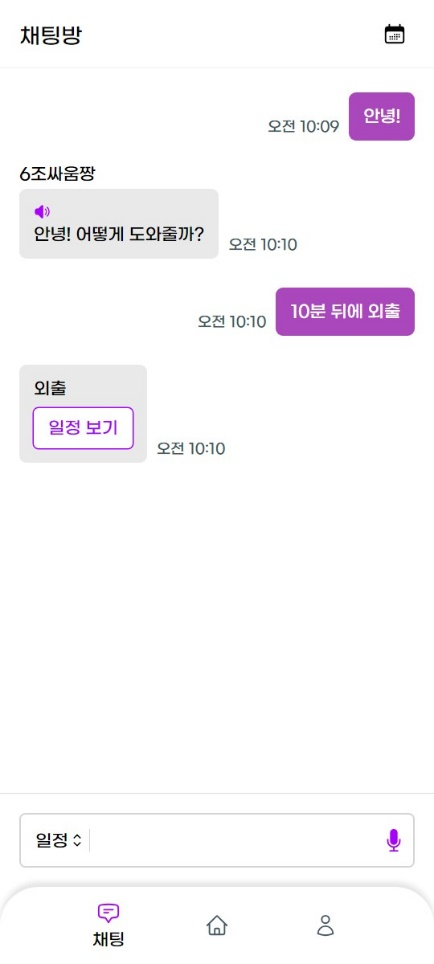 채팅방
안녕!
오전 10:09
6조싸움짱
안녕! 어떻게 도와줄까?
오전 10:10
10분 뒤에 외출
오전 10:10
외출
일정 보기
오전 10:10
일정
채팅